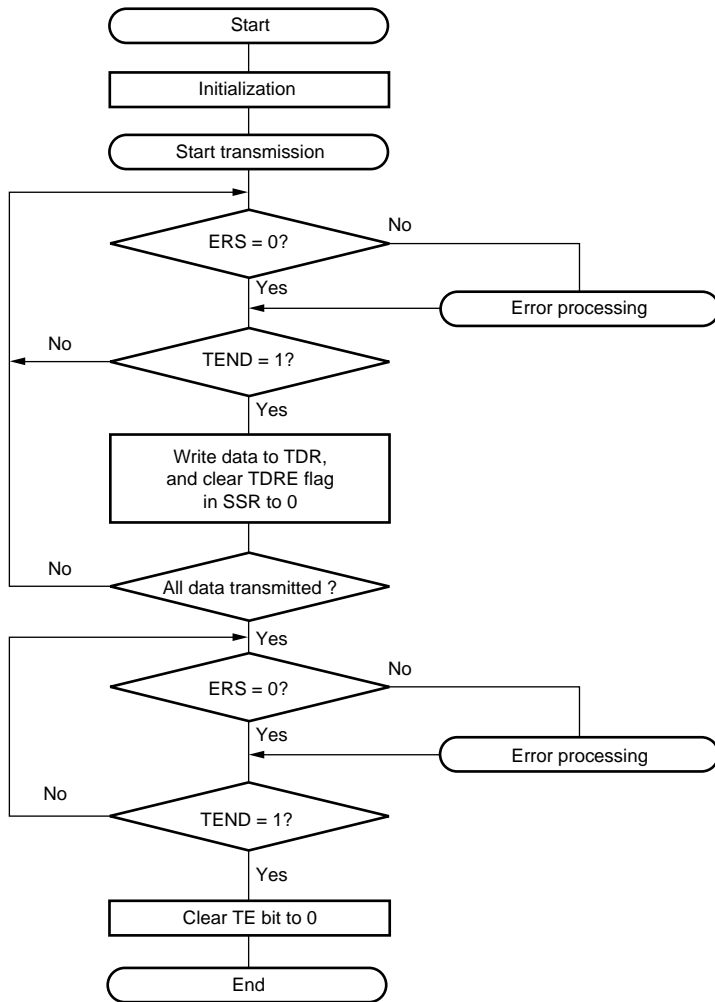 Start
Initialization
Start transmission
ERS = 0?
No
Yes
Error processing
No
TEND = 1?
Yes
Write data to TDR,
and clear TDRE flag
in SSR to 0
No
All data transmitted ?
Yes
ERS = 0?
No
Yes
Error processing
No
TEND = 1?
Yes
Clear TE bit to 0
End